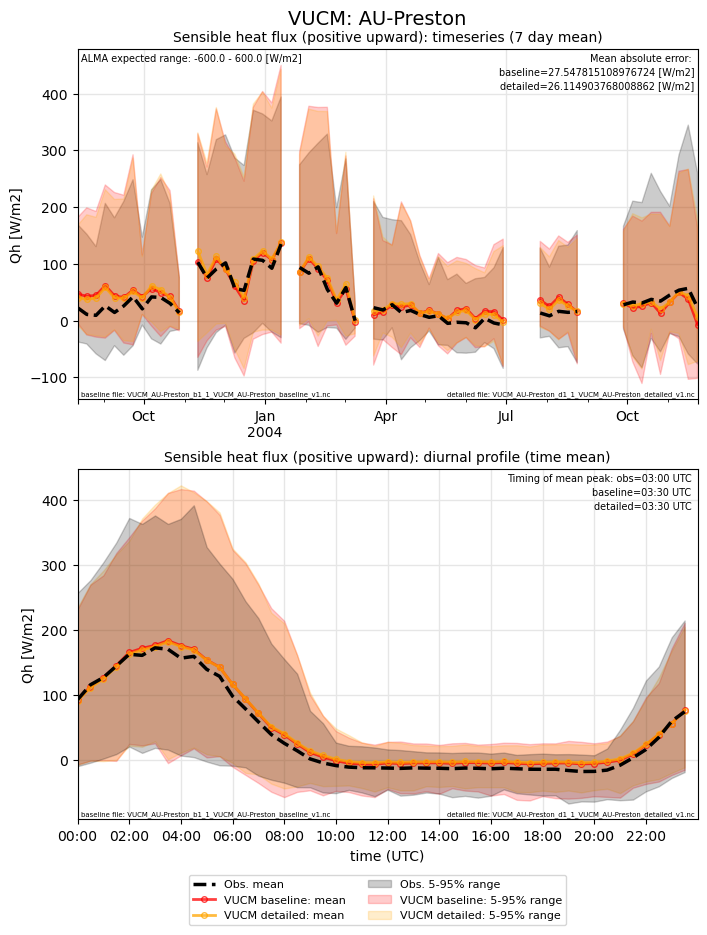 VUCM: AU-Preston
Sensible heat flux (positive upward): timeseries (7 day mean)
ALMA expected range: -600.0 - 600.0 [W/m2]
Mean absolute error:
baseline=27.547815108976724 [W/m2]
detailed=26.114903768008862 [W/m2]
Qh [W/m2]
400
300
200
100
0
−100
baseline file: VUCM_AU-Preston_b1_1_VUCM_AU-Preston_baseline_v1.nc
detailed file: VUCM_AU-Preston_d1_1_VUCM_AU-Preston_detailed_v1.nc
Oct Jan Apr Jul Oct
2004
Sensible heat flux (positive upward): diurnal profile (time mean)
Timing of mean peak: obs=03:00 UTC
baseline=03:30 UTC
detailed=03:30 UTC
Qh [W/m2]
400
300
200
100
0
baseline file: VUCM_AU-Preston_b1_1_VUCM_AU-Preston_baseline_v1.nc
detailed file: VUCM_AU-Preston_d1_1_VUCM_AU-Preston_detailed_v1.nc
00:00 02:00 04:00 06:00 08:00 10:00 12:00 14:00 16:00 18:00 20:00 22:00
time (UTC)
Obs. mean
VUCM baseline: mean
VUCM detailed: mean
Obs. 5-95% range
VUCM baseline: 5-95% range
VUCM detailed: 5-95% range